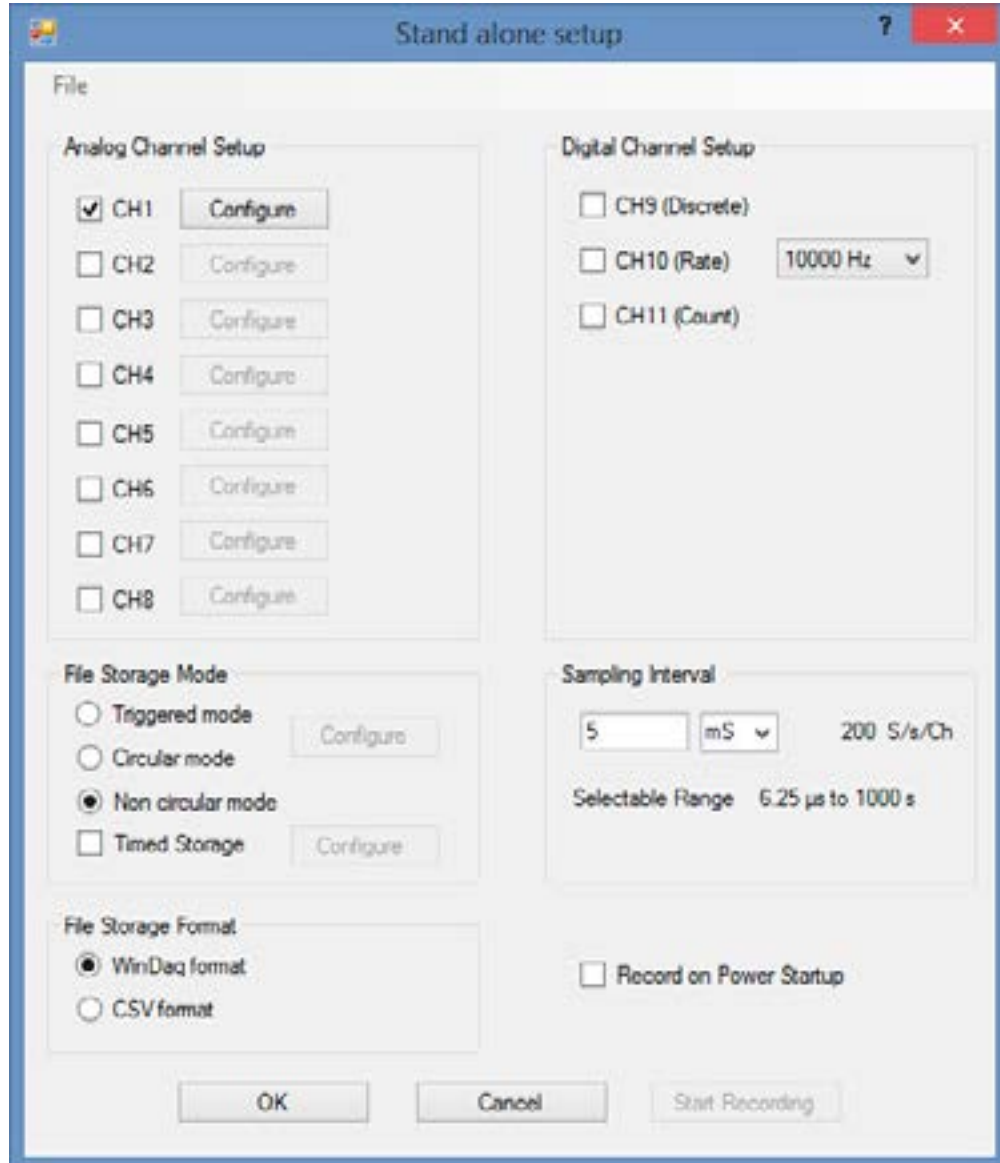 Stand alone setup
?
File
Analog Channel Setup
CH1 Configure
CH2 Configure
CH3 Configure
CH4 Configure
CH5 Configure
CH6 Configure
CH7 Configure
CH8 Configure
Digital Channel Setup
CH9 (Discrete)
CH10 (Rate) 10000 Hz
CH11 (Count)
File Storage Mode
Triggered mode
Configure
Circular mode
Non circular mode
Timed Storage Configure
Sampling Interval
5 mS 200 S/s/Ch
Selectable Range 6.25 µs to 1000 s
File Storage Format
WinDaq format
CSV format
Record on Power Startup
OK Cancel Start Recording